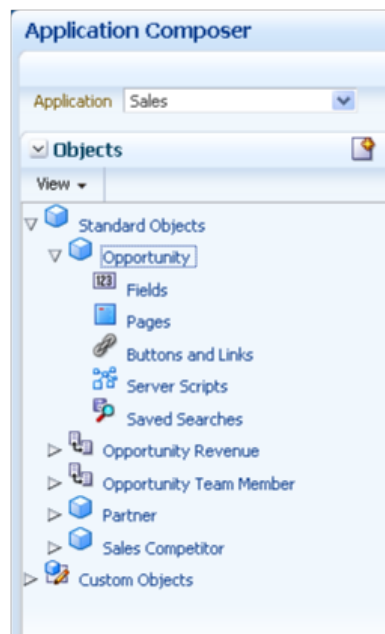 Application Composer
Application Sales
Objects
View
Standard Objects
Opportunity
123
Fields
Pages
Buttons and Links
Server Scripts
Saved Searches
Opportunity Revenue
Opportunity Team Member
Partner
Sales Competitor
Custom Objects